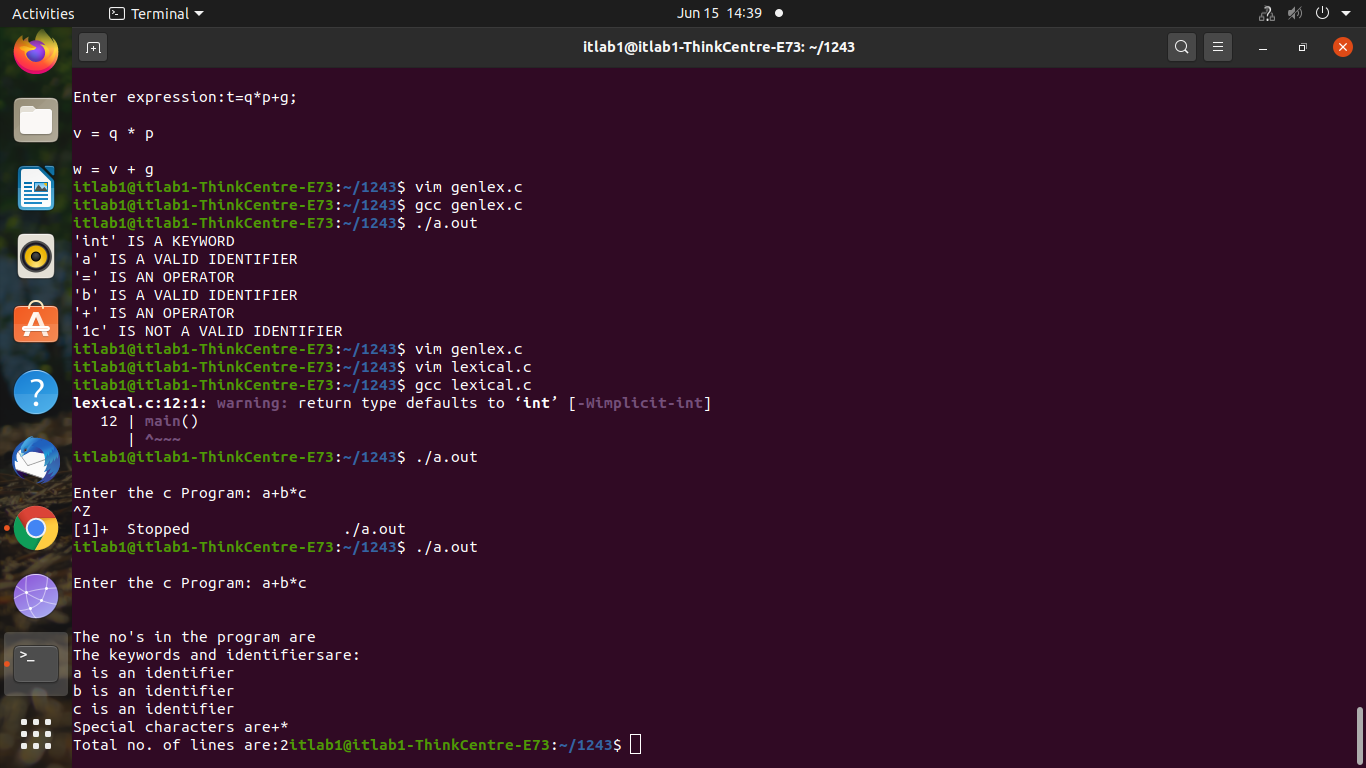 Activities
Terminal
Jun 15 14:39
itlab1@itlab1-ThinkCentre-E73: ~/1243
Enter expression:t=q*p+g;
v = q * p
w = v + g
itlab1@itlab1-ThinkCentre-E73:~/1243$ vim genlex.c
itlab1@itlab1-ThinkCentre-E73:~/1243$ gcc genlex.c
itlab1@itlab1-ThinkCentre-E73:~/1243$ ./a.out
'int' IS A KEYWORD
'a' IS A VALID IDENTIFIER
'=' IS AN OPERATOR
'b' IS A VALID IDENTIFIER
'+' IS AN OPERATOR
'1c' IS NOT A VALID IDENTIFIER
itlab1@itlab1-ThinkCentre-E73:~/1243$ vim genlex.c
itlab1@itlab1-ThinkCentre-E73:~/1243$ vim lexical.c
itlab1@itlab1-ThinkCentre-E73:~/1243$ gcc lexical.c
lexical.c:12:1: warning: return type defaults to ‘int’ [-Wimplicit-int]
12 | main()
| ^~~~
itlab1@itlab1-ThinkCentre-E73:~/1243$ ./a.out
Enter the c Program: a+b*c
^Z
[1]+  Stopped                 ./a.out
itlab1@itlab1-ThinkCentre-E73:~/1243$ ./a.out
Enter the c Program: a+b*c
The no's in the program are
The keywords and identifiersare:
a is an identifier
b is an identifier
c is an identifier
Special characters are+*
Total no. of lines are:2itlab1@itlab1-ThinkCentre-E73:~/1243$